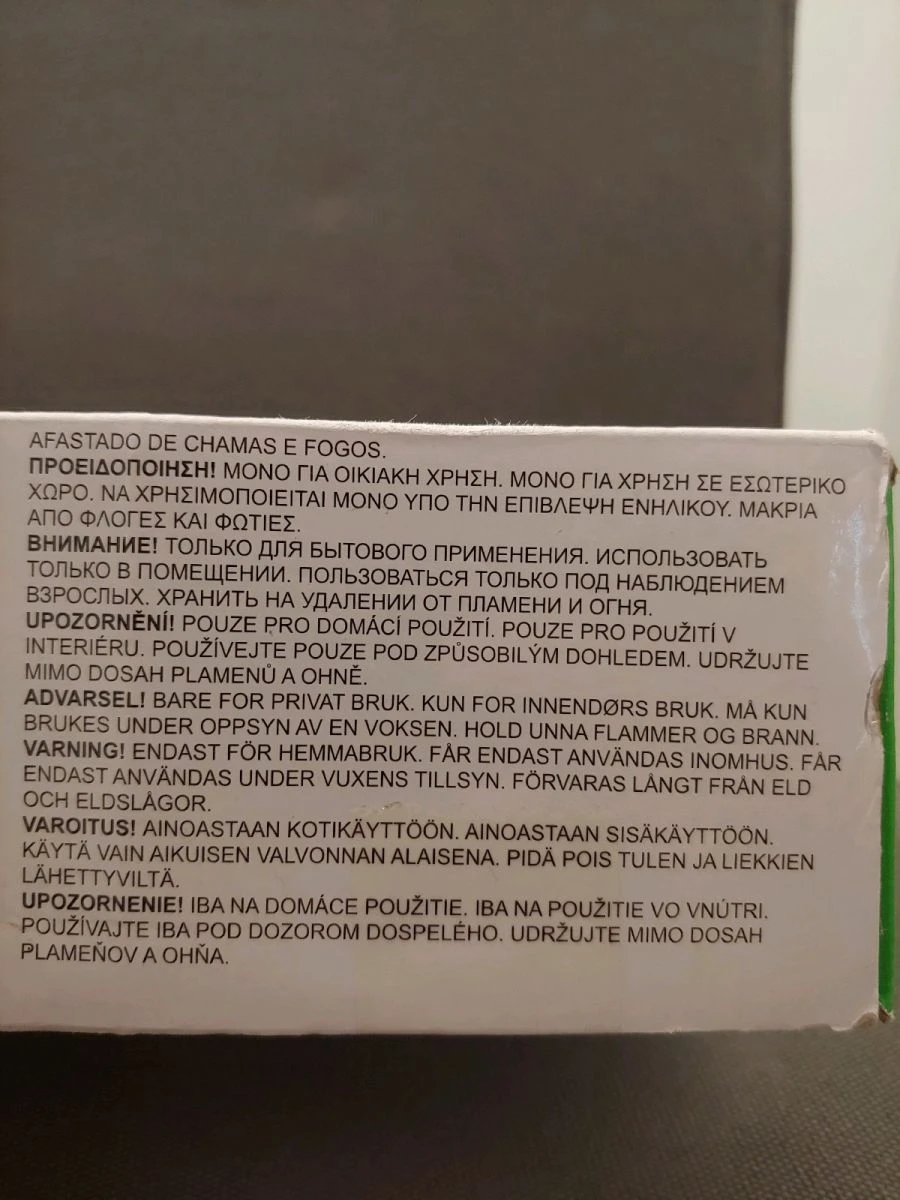 AFASTADO DE CHAMAS E FOGOS.
ΠΡΟΕΙΔΟΠΟΙΗΣΗ! ΜΟΝΟ ΓΙΑ ΟΙΚΙΑΚΗ ΧΡΗΣΗ. ΜΟΝΟ ΓΙΑ ΧΡΗΣΗ ΣΕ ΕΣΩΤΕΡΙΚΟ
ΧΩΡΟ. ΝΑ ΧΡΗΣΙΜΟΠΟΙΕΙΤΑΙ ΜΟΝΟ ΥΠΟ ΤΗΝ ΕΠΙΒΛΕΨΗ ΕΝΗΛΙΚΟΥ. ΜΑΚΡΙΑ
ΑΠΟ ΦΛΟΓΕΣ ΚΑΙ ΦΩΤΙΕΣ.
ВНИМАНИЕ! ТОЛЬКО ДЛЯ БЫТОВОГО ПРИМЕНЕНИЯ. ИСПОЛЬЗОВАТЬ
ТОЛЬКО В ПОМЕЩЕНИИ. ПОЛЬЗОВАТЬСЯ ТОЛЬКО ПОД НАБЛЮДЕНИЕМ
ВЗРОСЛЫХ. ХРАНИТЬ НА УДАЛЕНИИ ОТ ПЛАМЕНИ И ОГНЯ.
UPOZORNĚNÍ! POUZE PRO DOMÁCÍ POUŽITÍ. POUZE PRO POUŽITÍ V
INTERIÉRU. POUŽÍVEJTE POUZE POD ZPŮSOBILÝM DOHLEDEM. UDRŽUJTE
MIMO DOSAH PLAMENŮ A OHNĚ.
ADVARSEL! BARE FOR PRIVAT BRUK. KUN FOR INNENDØRS BRUK. MÅ KUN
BRUKES UNDER OPPSYN AV EN VOKSEN. HOLD UNNA FLAMMER OG BRANN.
VARNING! ENDAST FÖR HEMMABRUK. FÅR ENDAST ANVÄNDAS INOMHUS. FÅR
ENDAST ANVÄNDAS UNDER VUXENS TILLSYN. FÖRVARAS LÅNGT FRÅN ELD
OCH ELDSLÅGOR.
VAROITUS! AINOASTAAN KOTIKÄYTTÖÖN. AINOASTAAN SISÄKÄYTTÖÖN.
KÄYTÄ VAIN AIKUISEN VALVONNAN ALAISENA. PIDÄ POIS TULEN JA LIEKKIEN
LÄHETTYVILTÄ.
UPOZORNENIE! IBA NA DOMÁCE POUŽITIE. IBA NA POUŽITIE VO VNÚTRI.
POUŽÍVAJTE IBA POD DOZOROM DOSPELÉHO. UDRŽUJTE MIMO DOSAH
PLAMEŇOV A OHŇA.